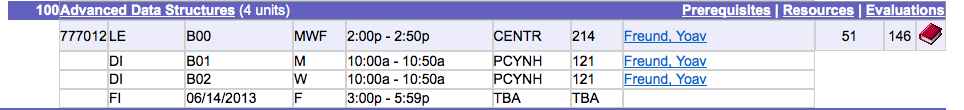 100 Advanced Data Structures (4 units) Prerequisites | Resources | Evaluations
777012 LE B00 MWF 2:00p - 2:50p CENTR 214 Freund, Yoav 51 146
DI B01 M 10:00a - 10:50a PCYNH 121 Freund, Yoav
DI B02 W 10:00a - 10:50a PCYNH 121 Freund, Yoav
FI 06/14/2013 F 3:00p - 5:59p TBA TBA